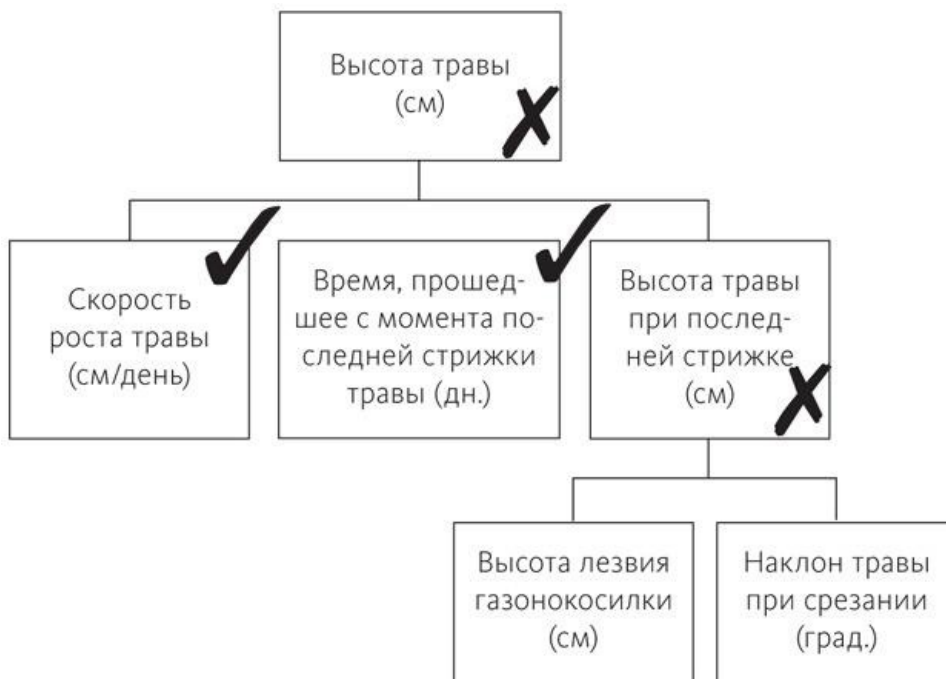 Высота травы
(см)
Скорость
роста травы
(см/день)
Время, прошед-
шее с момента по-
следней стрижки
травы (дн.)
Высота травы
при послед-
ней стрижке
(см)
Высота лезвия
газонокосилки
(см)
Наклон травы
при срезании
(град.)